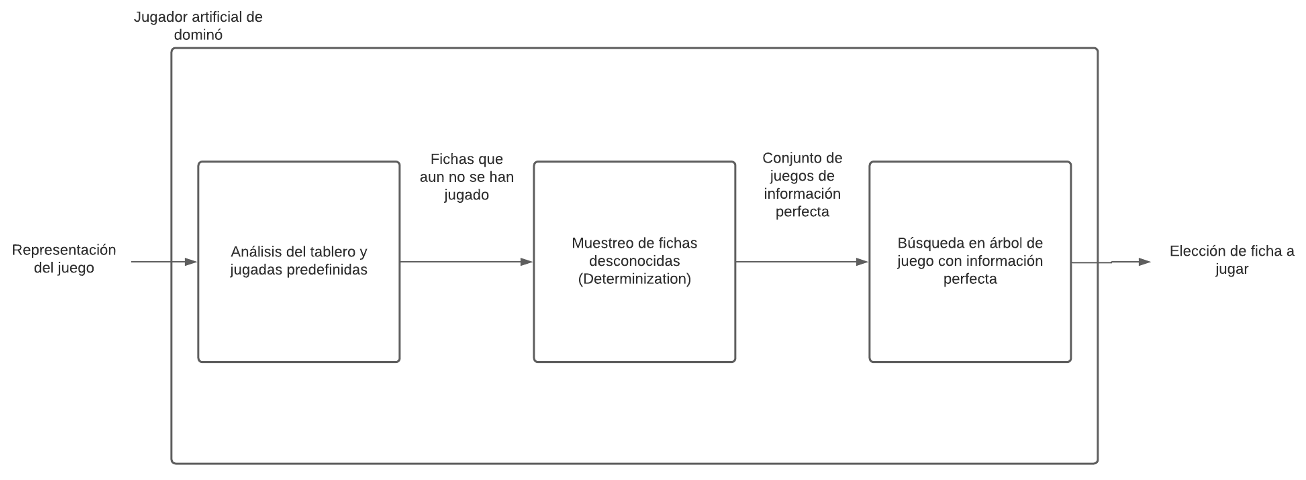 Jugador artificial de
dominó
Representación
del juego
Análisis del tablero y
jugadas predefinidas
Fichas que
aun no se han
jugado
Muestreo de fichas
desconocidas
(Determinization)
Conjunto de
juegos de
información
perfecta
Búsqueda en árbol de
juego con información
perfecta
Elección de ficha a
jugar